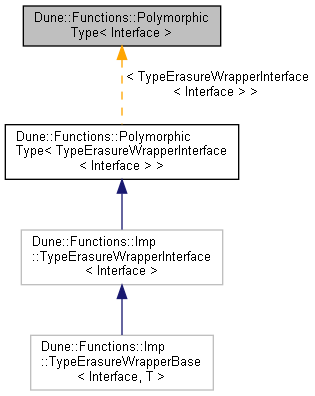 Dune::Functions::Polymorphic
Type< Interface >
< TypeErasureWrapperInterface
< Interface > >
Dune::Functions::Polymorphic
Type< TypeErasureWrapperInterface
< Interface > >
Dune::Functions::Imp
::TypeErasureWrapperInterface
< Interface >
Dune::Functions::Imp
::TypeErasureWrapperBase
< Interface, T >